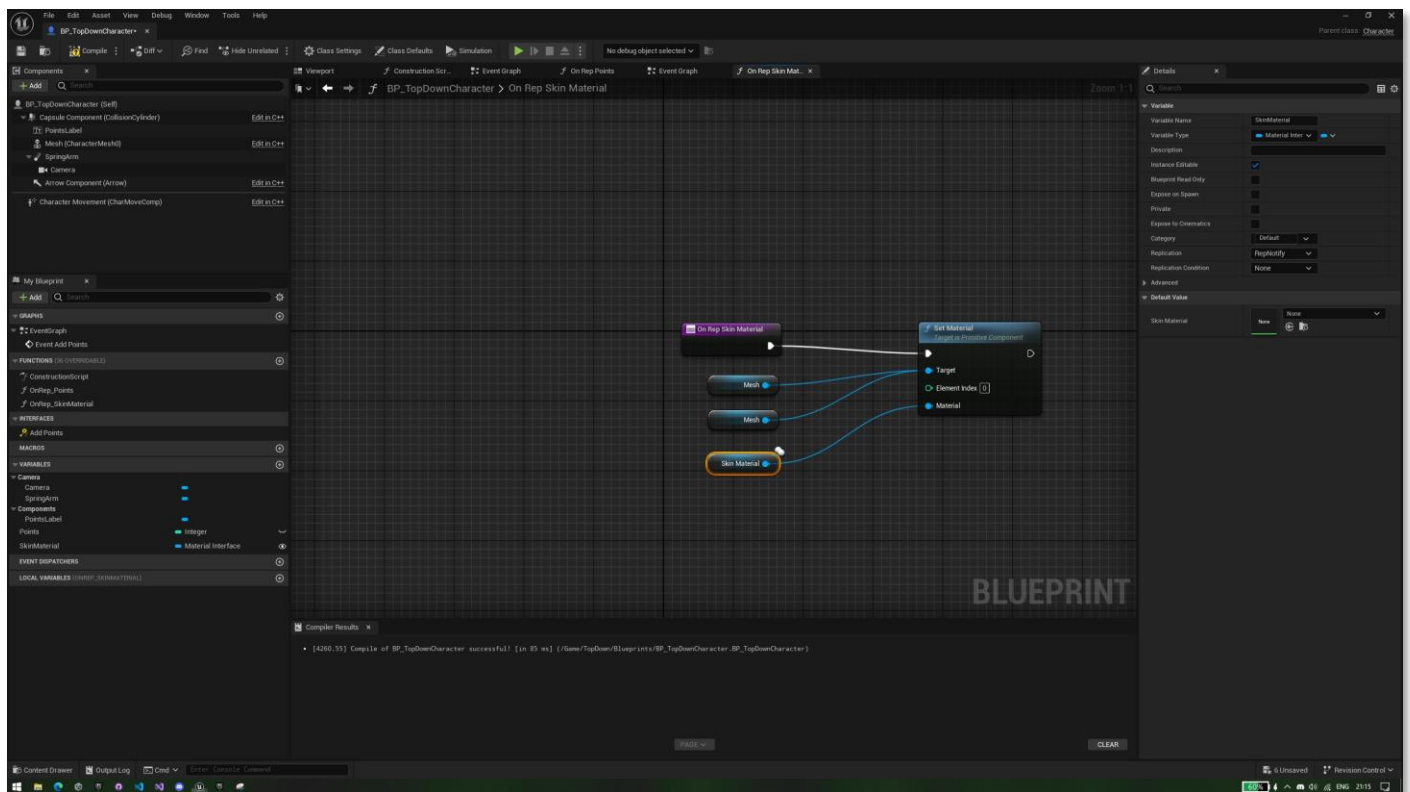 File Edit Asset View Debug Window Tools Help
BP_TopDownCharacter•
Parent class: Character
Compile Diff Find Hide Unrelated Class Settings Class Defaults Simulation No debug object selected
Components
Add Search
BP_TopDownCharacter (Self)
Capsule Component (CollisionCylinder) Edit in C++
PointsLabel
Mesh (CharacterMesh0) Edit in C++
SpringArm
Camera
Arrow Component (Arrow) Edit in C++
Character Movement (CharMoveComp) Edit in C++
My Blueprint
Add Search
GRAPHS
EventGraph
Event Add Points
FUNCTIONS (36 OVERRIDABLE)
ConstructionScript
OnRep_Points
OnRep_SkinMaterial
INTERFACES
Add Points
MACROS
VARIABLES
Camera
Camera
SpringArm
Components
PointsLabel
Points Integer
SkinMaterial Material Interface
EVENT DISPATCHERS
LOCAL VARIABLES (ONREP_SKINMATERIAL)
Viewport Construction Scr... Event Graph On Rep Points Event Graph On Rep Skin Mat...
BP_TopDownCharacter > On Rep Skin Material Zoom 1:1
On Rep Skin Material
Mesh
Mesh
Skin Material
Set Material
Target is Primitive Component
Target
Element Index 0
Material
BLUEPRINT
Compiler Results
[4260.55] Compile of BP_TopDownCharacter successful! [in 85 ms] (/Game/TopDown/Blueprints/BP_TopDownCharacter.BP_TopDownCharacter)
PAGE CLEAR
Details
Search
Variable
Variable Name SkinMaterial
Variable Type Material Inter
Description
Instance Editable
Blueprint Read Only
Expose on Spawn
Private
Expose to Cinematics
Category Default
Replication RepNotify
Replication Condition None
Advanced
Default Value
Skin Material None None
Content Drawer Output Log Cmd Enter Console Command 6 Unsaved Revision Control
60% ENG 21:15